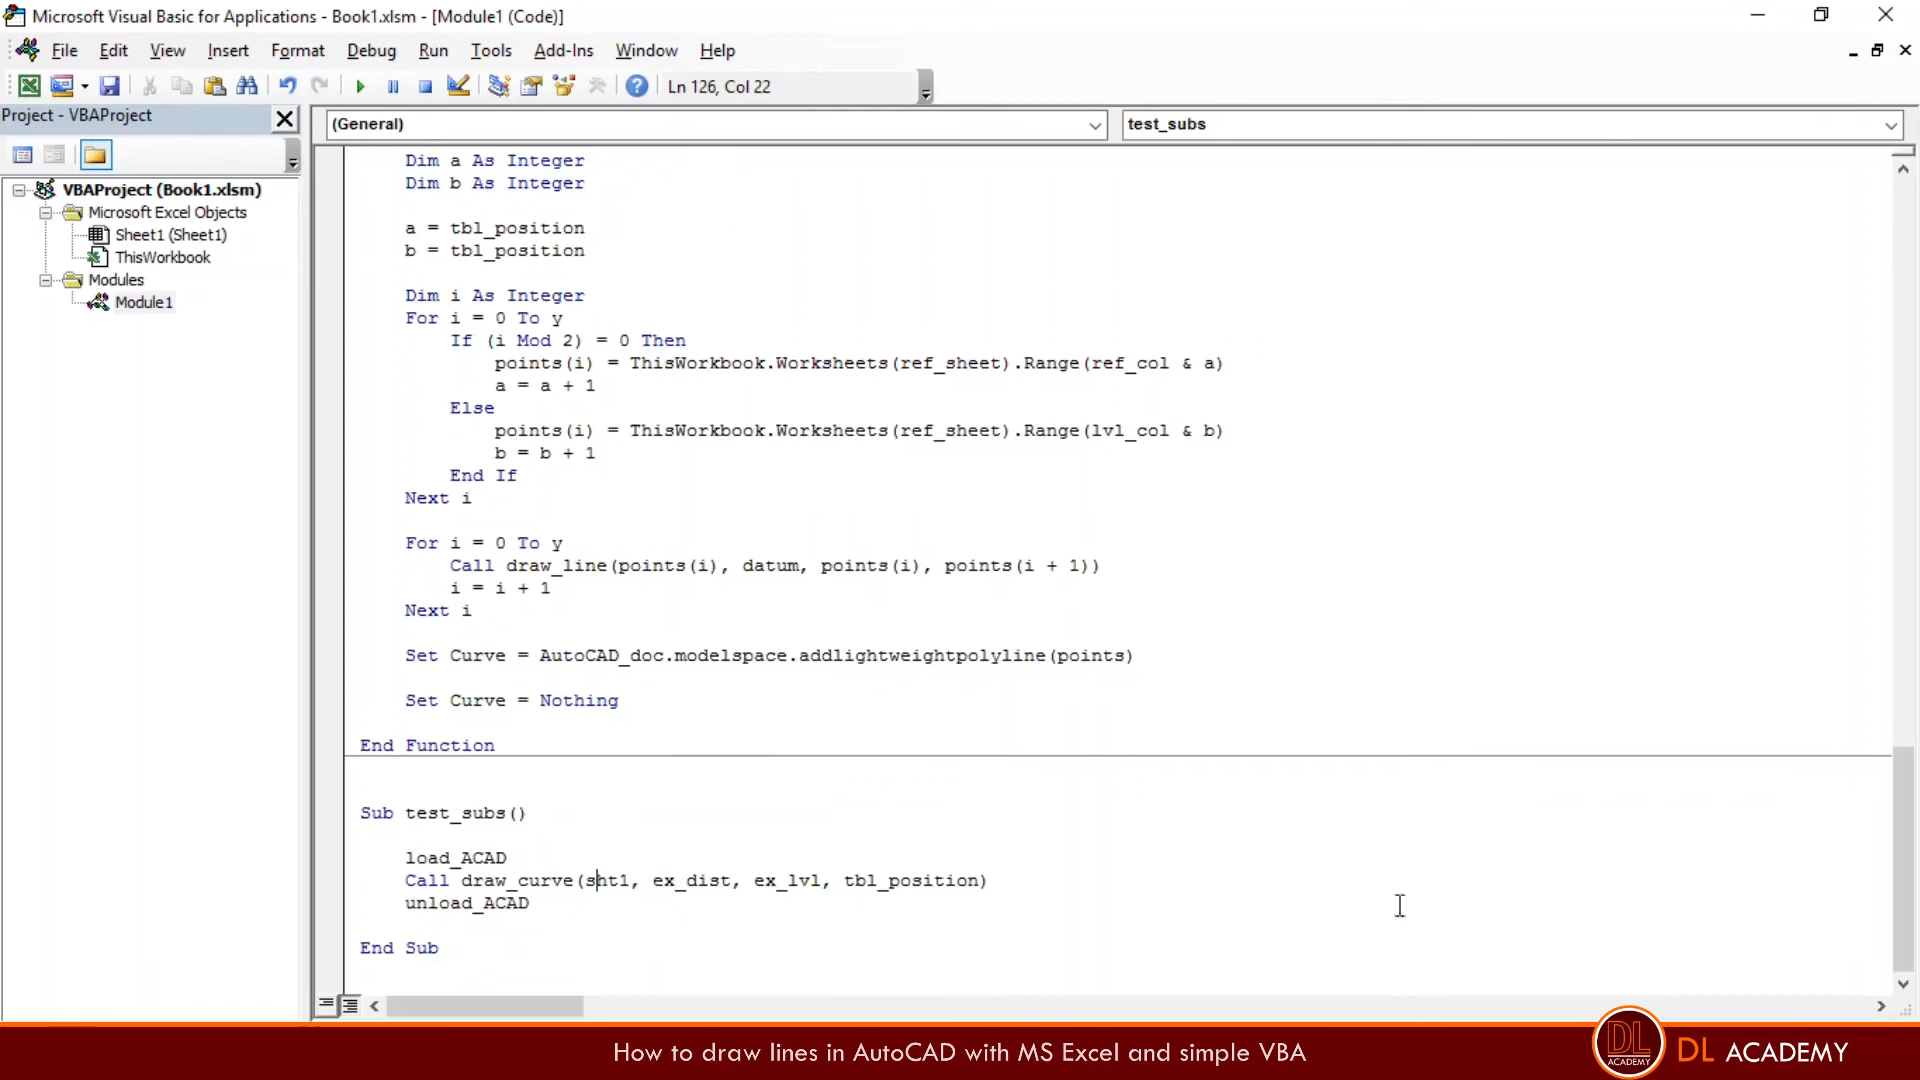 Microsoft Visual Basic for Applications - Book1.xlsm - [Module1 (Code)]
File Edit View Insert Format Debug Run Tools Add-Ins Window Help
Ln 126, Col 22
Project - VBAProject
(General)
test_subs
VBAProject (Book1.xlsm)
Microsoft Excel Objects
Sheet1 (Sheet1)
ThisWorkbook
Modules
Module1
Dim a As Integer
Dim b As Integer
a = tbl_position
b = tbl_position
Dim i As Integer
For i = 0 To y
If (i Mod 2) = 0 Then
points(i) = ThisWorkbook.Worksheets(ref_sheet).Range(ref_col & a)
a = a + 1
Else
points(i) = ThisWorkbook.Worksheets(ref_sheet).Range(lvl_col & b)
b = b + 1
End If
Next i
For i = 0 To y
Call draw_line(points(i), datum, points(i), points(i + 1))
i = i + 1
Next i
Set Curve = AutoCAD_doc.modelspace.addlightweightpolyline(points)
Set Curve = Nothing
End Function
Sub test_subs()
load_ACAD
Call draw_curve(sht1, ex_dist, ex_lvl, tbl_position)
unload_ACAD
End Sub
How to draw lines in AutoCAD with MS Excel and simple VBA
DL
ACADEMY
DL ACADEMY